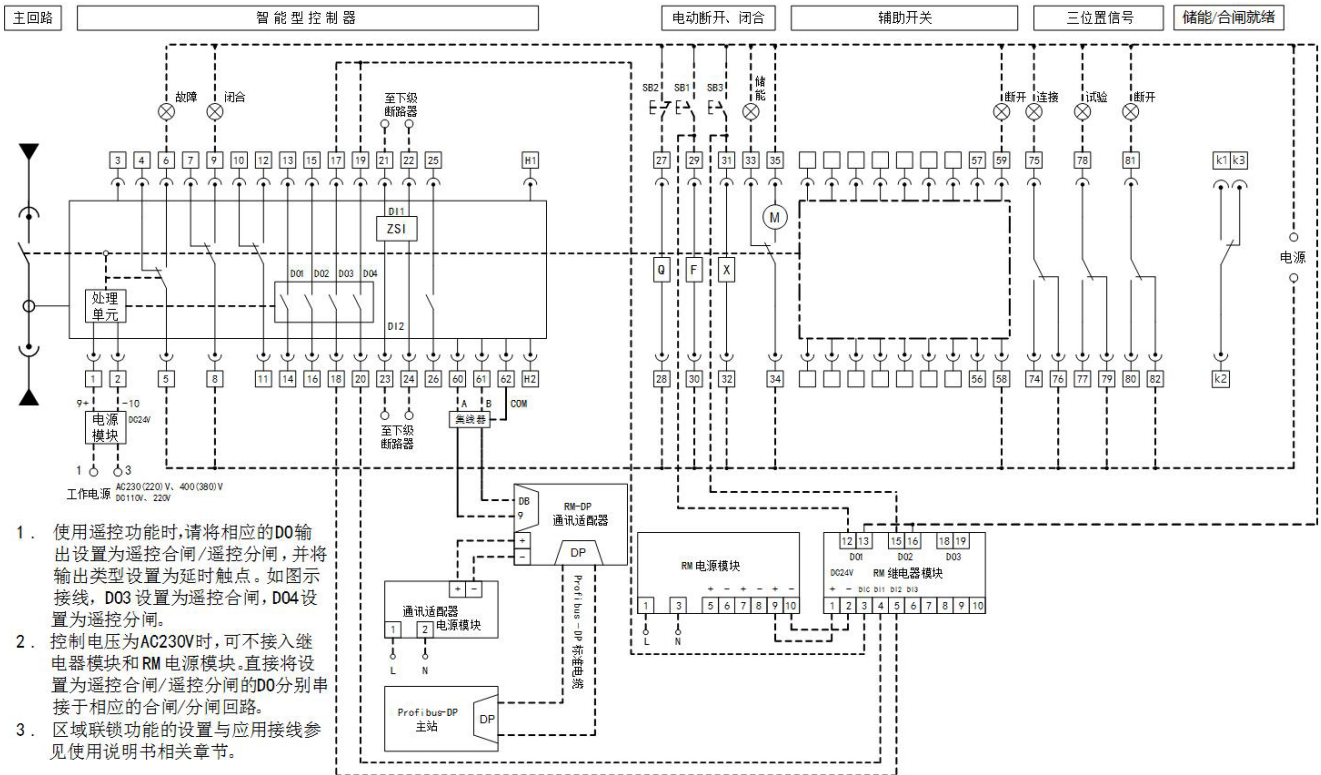 主回路
智能型控制器
电动断开、闭合
辅助开关
三位置信号
储能/合闸就绪
故障
闭合
至下级
断路器
SB2
SB1
SB3
储
能
断开
连接
试验
断开
3 4 6 7 9 10 12 13 15 17 19 21 22 25 H1
27 29 31 33 35 57 59 75 78 81 k1 k3
DI1
ZSI
M
DO1 DO2 DO3 DO4
Q F X
电源
处理
单元
DI2
1 2 5 8 11 14 16 18 20 23 24 26 60 61 62 H2
28 30 32 34 56 58 74 76 77 79 80 82 k2
9+ -10
A B COM
电源
模块
DC24V
集线器
至下级
断路器
1 3
工作电源
AC230(220)V、400(380)V
DC110V、220V
DB
9
RM-DP
通讯适配器
+
−
DP
1. 使用遥控功能时,请将相应的DO输
出设置为遥控合闸/遥控分闸,并将
输出类型设置为延时触点。如图示
接线,DO3设置为遥控合闸,DO4设
置为遥控分闸。
2. 控制电压为AC230V时,可不接入继
电器模块和RM电源模块。直接将设
置为遥控合闸/遥控分闸的DO分别串
接于相应的合闸/分闸回路。
3. 区域联锁功能的设置与应用接线参
见使用说明书相关章节。
+ −
通讯适配器
电源模块
1 2
L N
Profibus-DP标准电缆
Profibus-DP
主站
DP
RM电源模块
+ − + − + −
1 3 5 6 7 8 9 10
L N
12 13 15 16 18 19
DO1 DO2 DO3
DC24V RM继电器模块
+ − DIC DI1 DI2 DI3
1 2 3 4 5 6 7 8 9 10